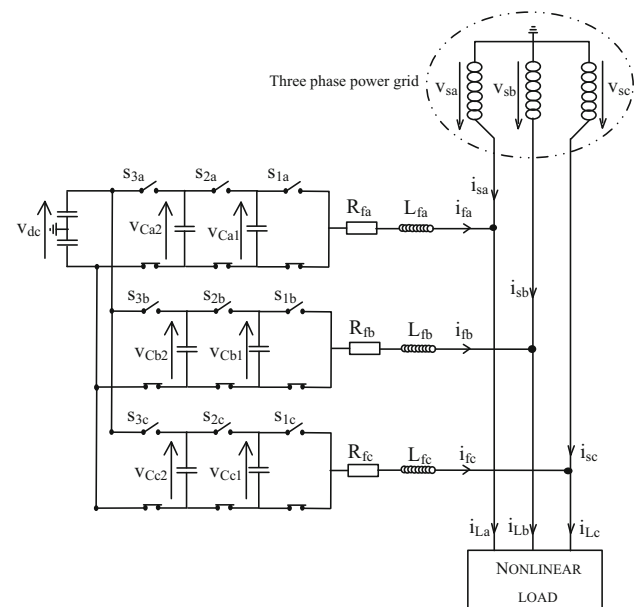 Three phase power grid
v_sa
v_sb
v_sc
i_sa
s_3a s_2a s_1a
R_fa L_fa i_fa
v_dc
v_Ca2 v_Ca1
i_sb
s_3b s_2b s_1b
R_fb L_fb i_fb
v_Cb2 v_Cb1
s_3c s_2c s_1c
R_fc L_fc i_fc
i_sc
v_Cc2 v_Cc1
i_La i_Lb i_Lc
NONLINEAR
LOAD